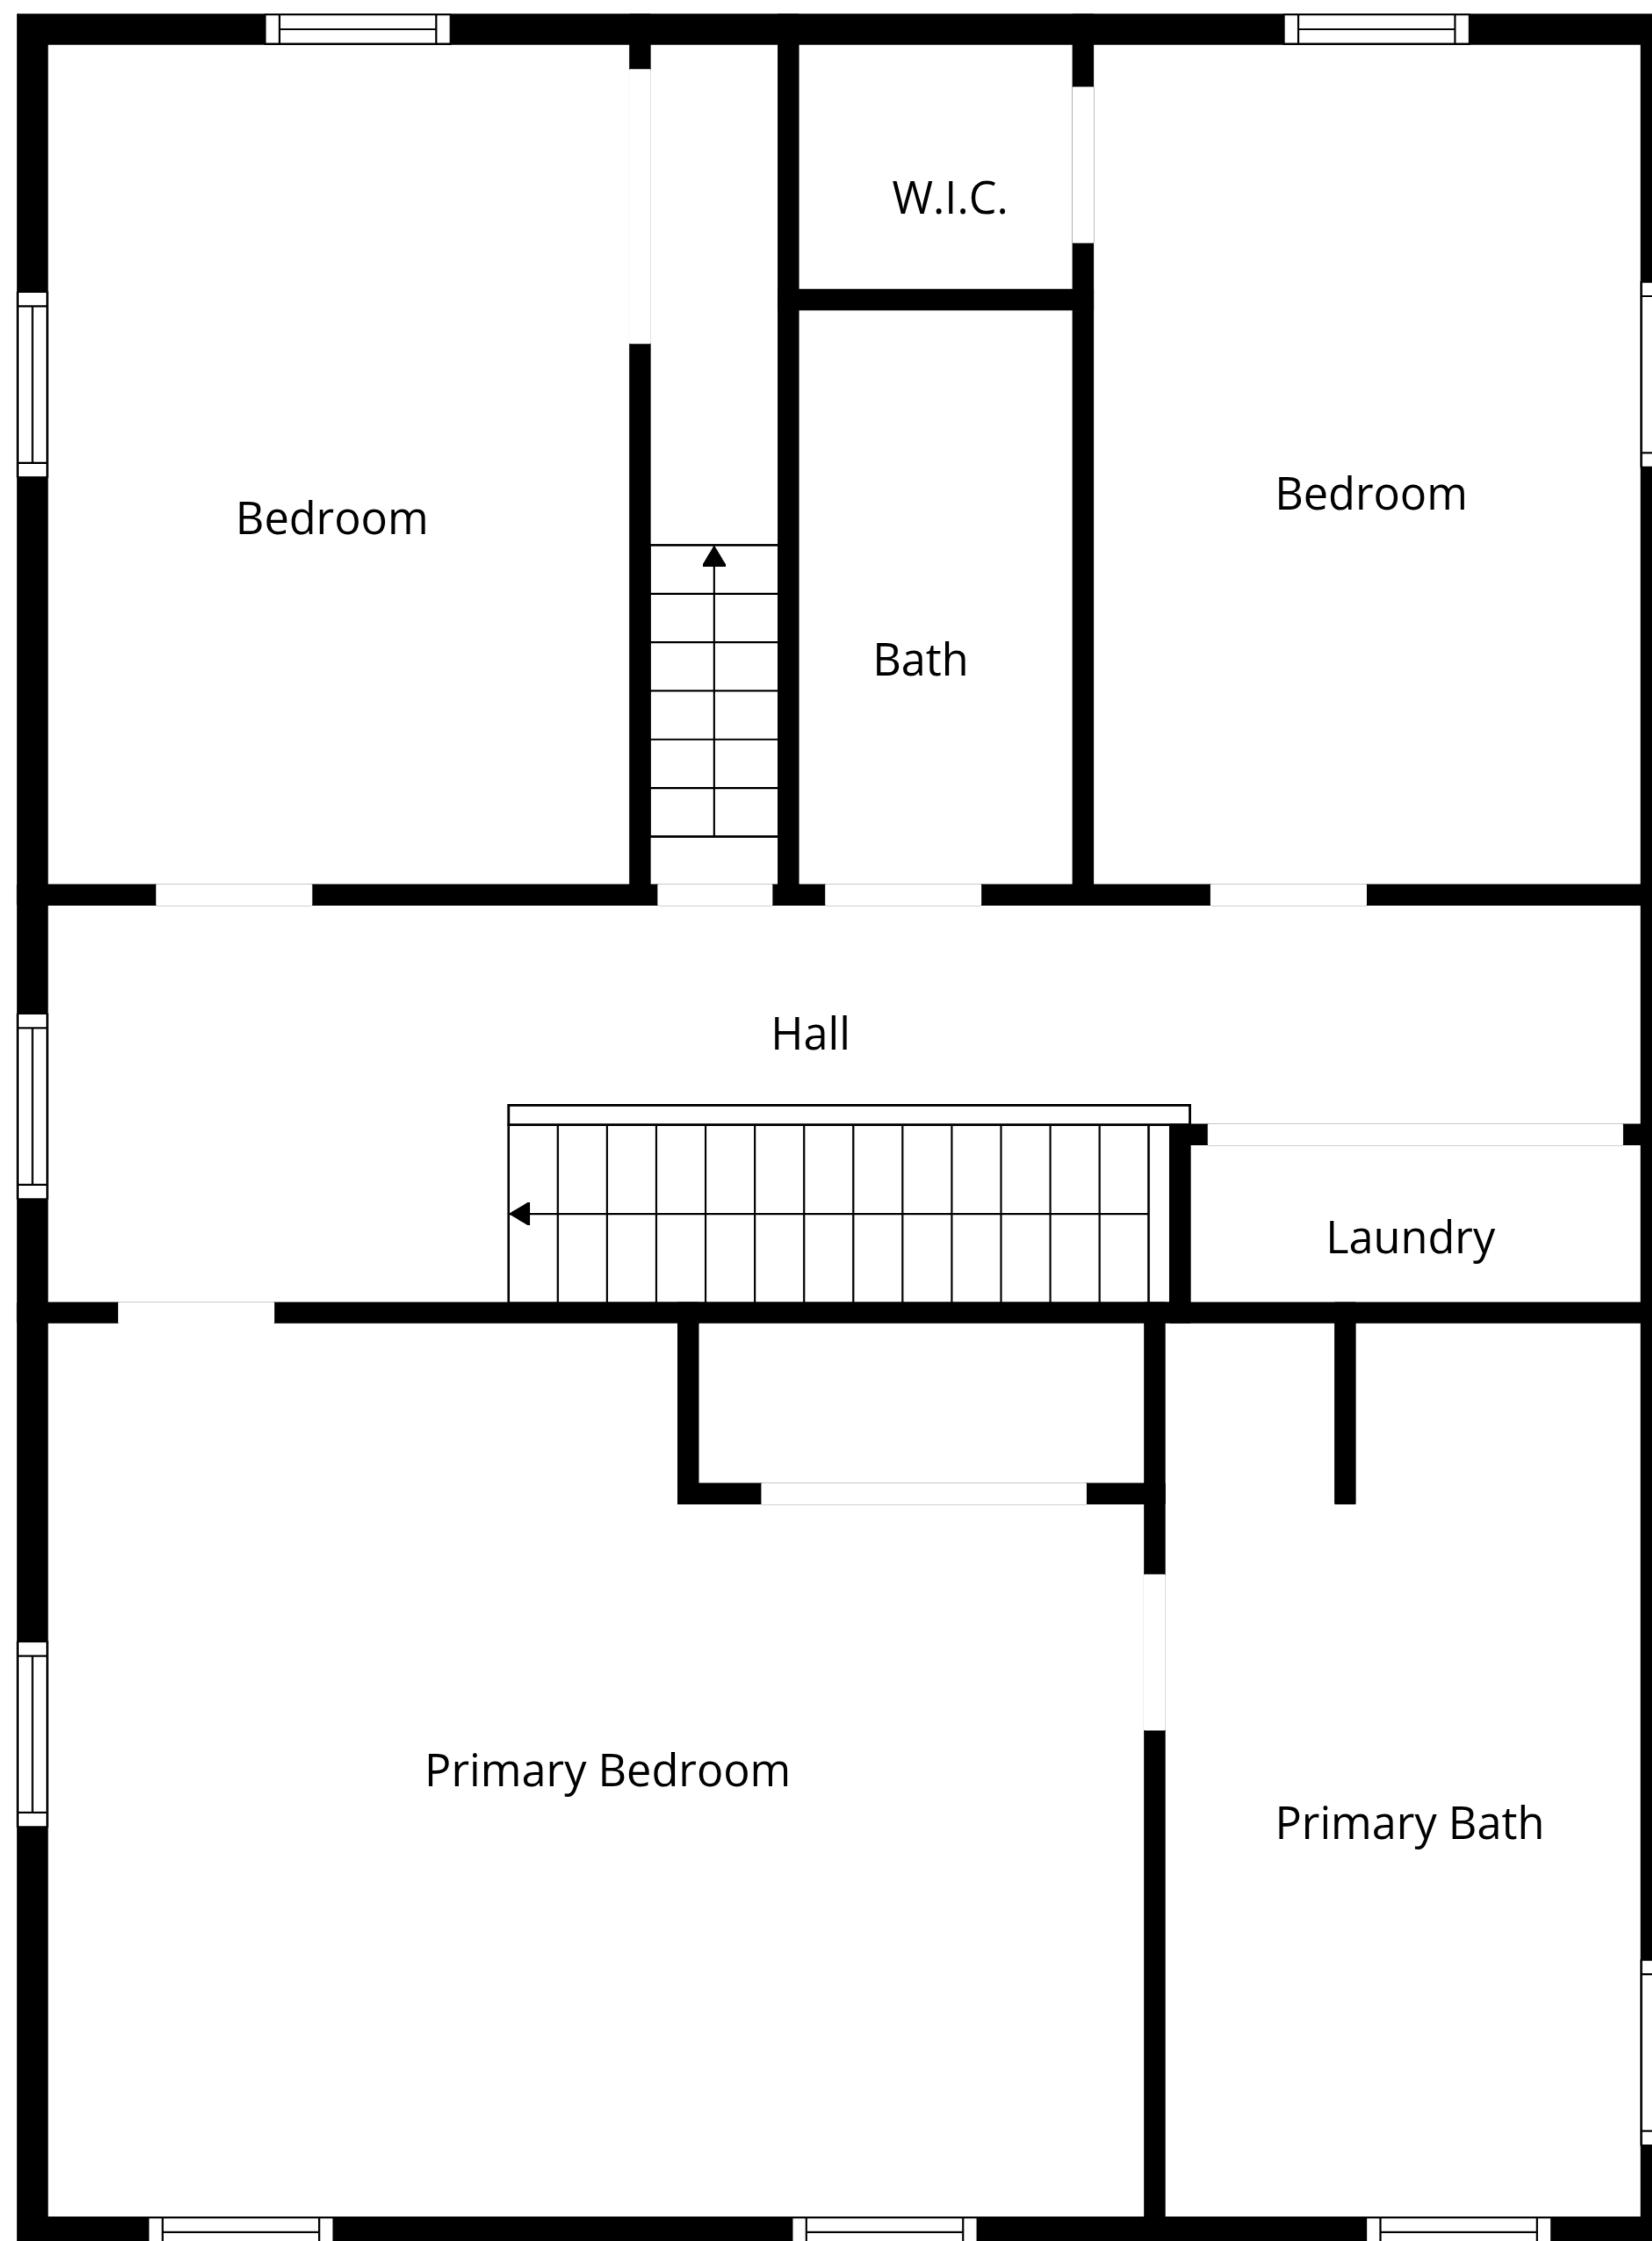 W.I.C.
Bedroom
Bedroom
Bath
Hall
Laundry
Primary Bedroom
Primary Bath